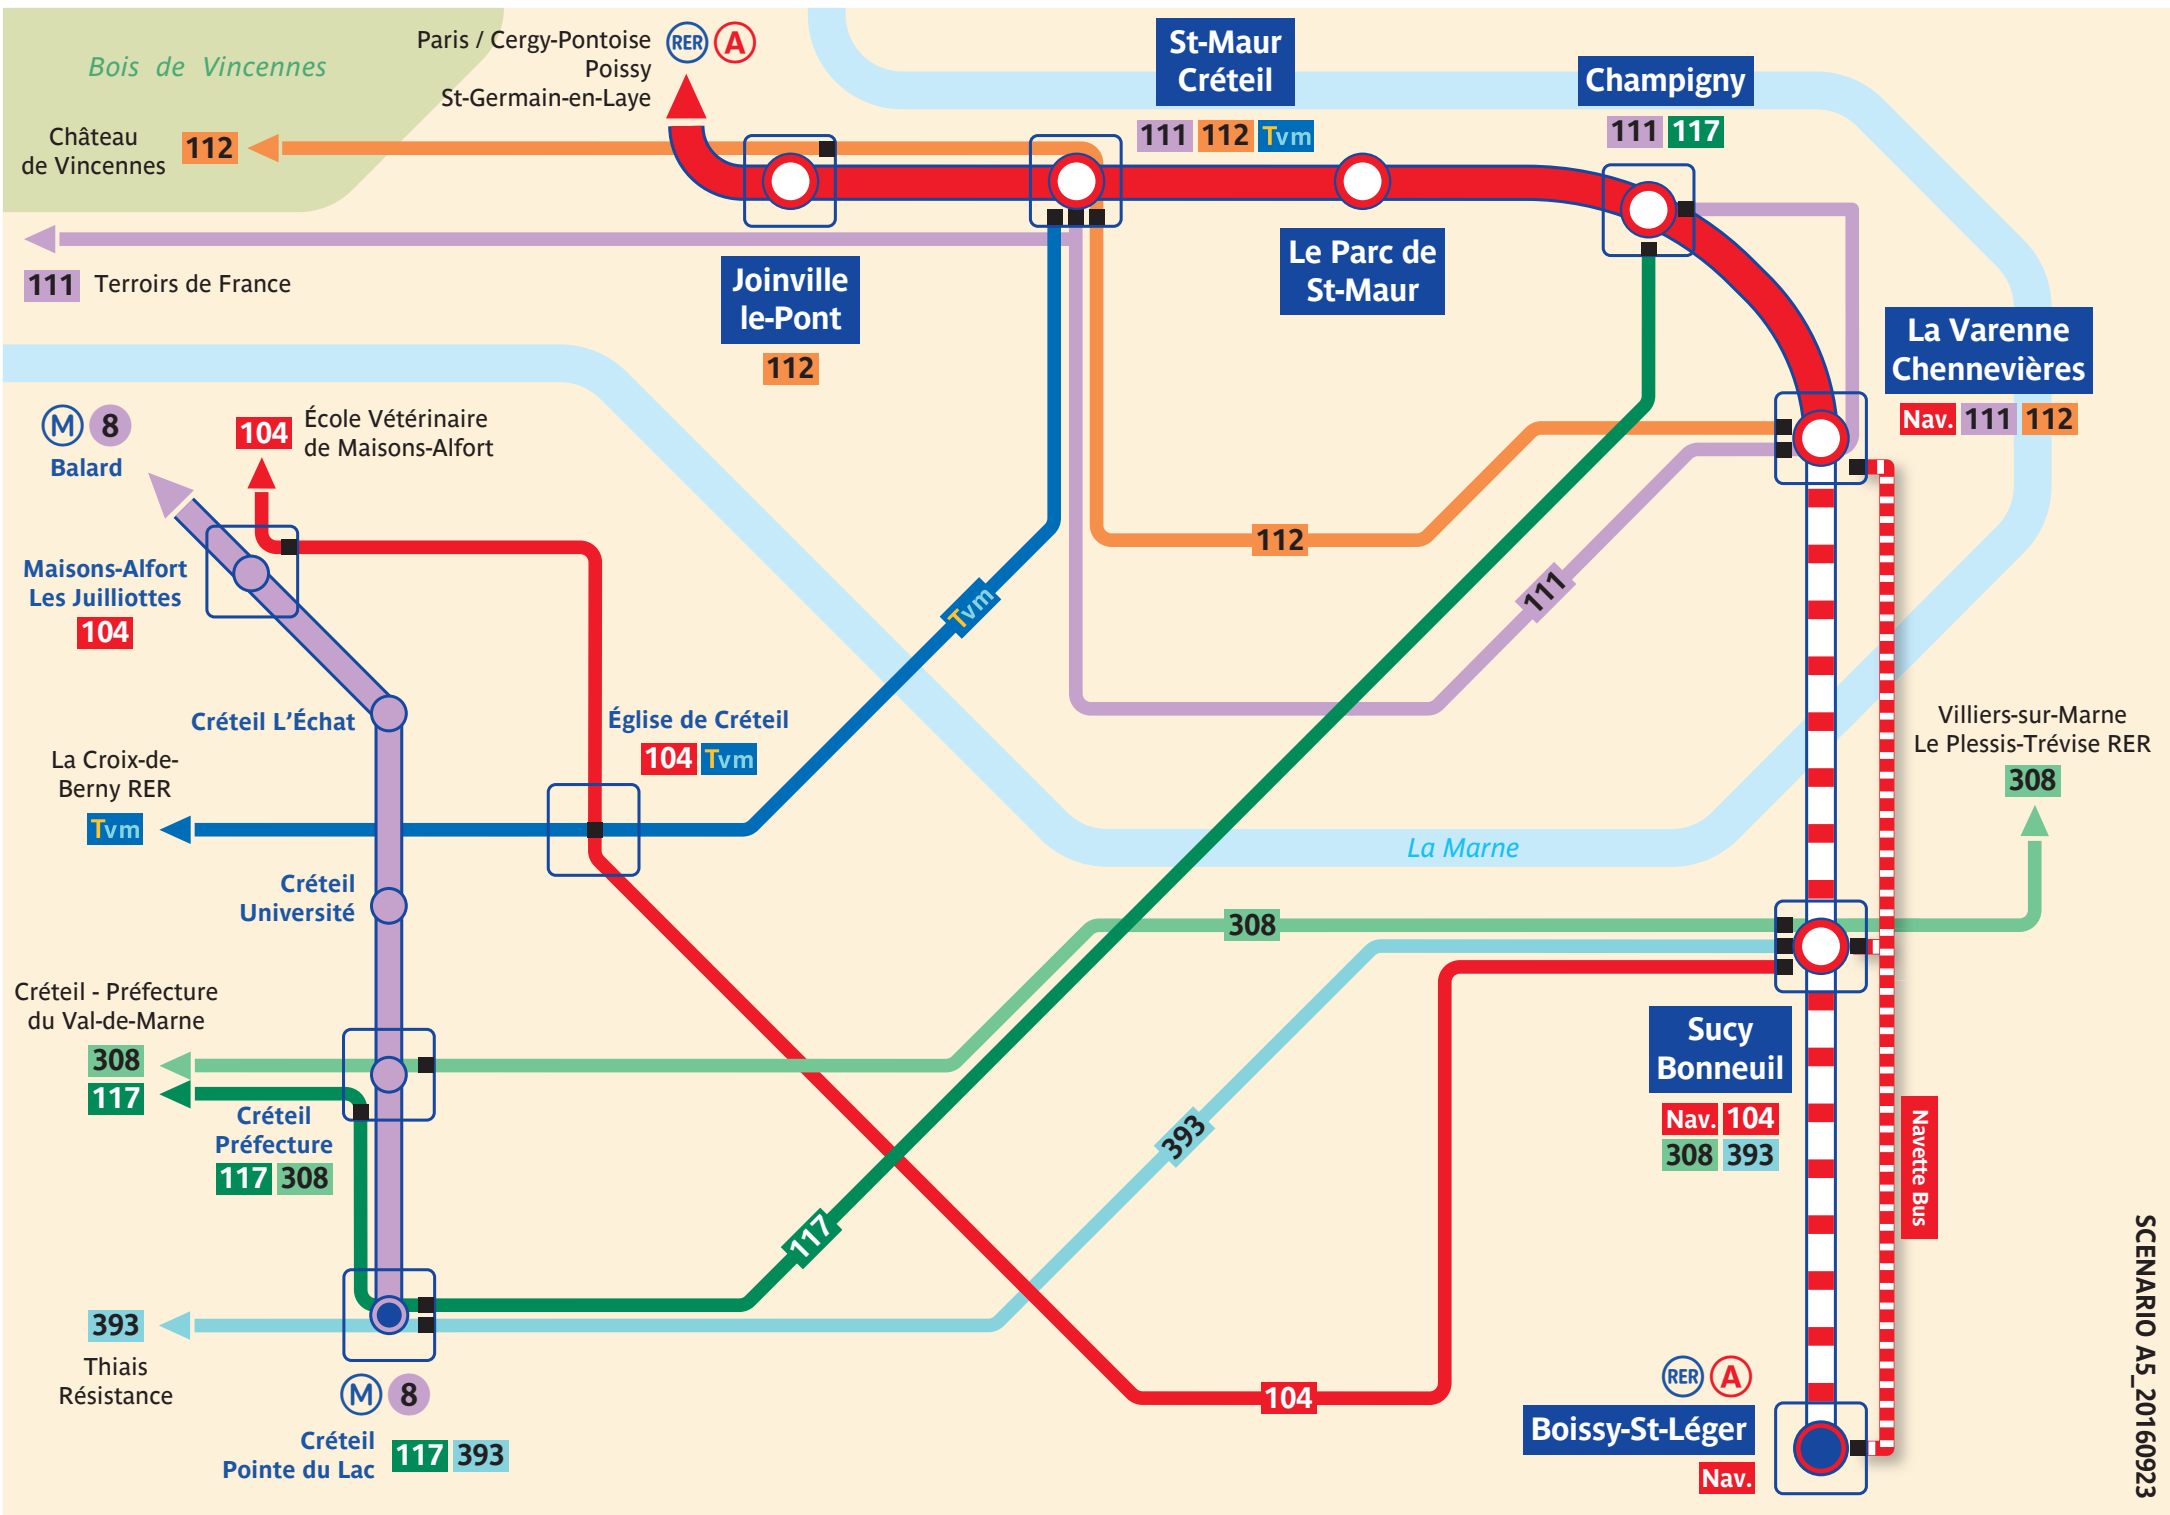 Bois de Vincennes
Paris / Cergy-Pontoise
Poissy
St-Germain-en-Laye
RER A
St-Maur
Créteil
111 112 Tvm
Champigny
111 117
Château
de Vincennes
112
111 Terroirs de France
Joinville
le-Pont
112
Le Parc de
St-Maur
La Varenne
Chennevières
Nav. 111 112
M 8
Balard
104
École Vétérinaire
de Maisons-Alfort
Maisons-Alfort
Les Juilliottes
104
112
111
Tvm
Créteil L'Échat
Église de Créteil
104 Tvm
La Croix-de-
Berny RER
Tvm
Villiers-sur-Marne
Le Plessis-Trévise RER
308
La Marne
Créteil
Université
308
Créteil - Préfecture
du Val-de-Marne
308
117
Créteil
Préfecture
117 308
393
117
Sucy
Bonneuil
Nav. 104
308 393
Navette Bus
393
Thiais
Résistance
M 8
Créteil
Pointe du Lac
117 393
104
RER A
Boissy-St-Léger
Nav.
SCENARIO A5_20160923